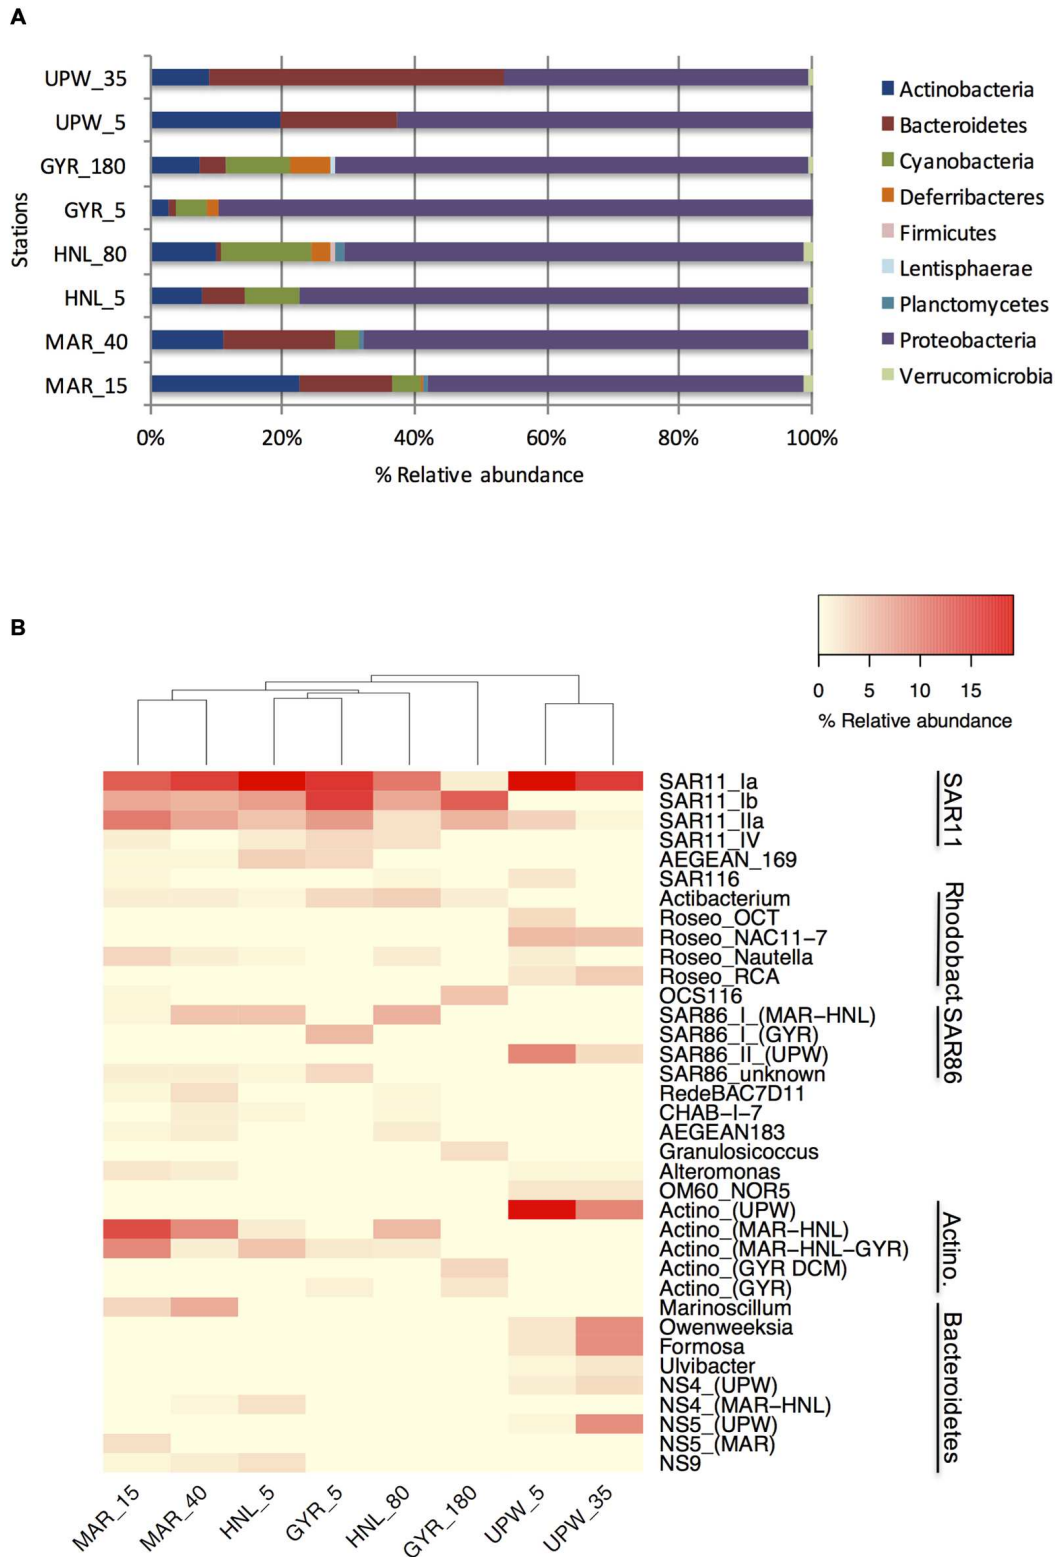 A
UPW_35
UPW_5
GYR_180
GYR_5
HNL_80
HNL_5
MAR_40
MAR_15
Stations
0% 20% 40% 60% 80% 100%
% Relative abundance
Actinobacteria
Bacteroidetes
Cyanobacteria
Deferribacteres
Firmicutes
Lentisphaerae
Planctomycetes
Proteobacteria
Verrucomicrobia
B
0 5 10 15
% Relative abundance
SAR11_Ia
SAR11_Ib
SAR11_IIa
SAR11_IV
AEGEAN_169
SAR116
Actibacterium
Roseo_OCT
Roseo_NAC11−7
Roseo_Nautella
Roseo_RCA
OCS116
SAR86_I_(MAR−HNL)
SAR86_I_(GYR)
SAR86_II_(UPW)
SAR86_unknown
RedeBAC7D11
CHAB−I−7
AEGEAN183
Granulosicoccus
Alteromonas
OM60_NOR5
Actino_(UPW)
Actino_(MAR−HNL)
Actino_(MAR−HNL−GYR)
Actino_(GYR DCM)
Actino_(GYR)
Marinoscillum
Owenweeksia
Formosa
Ulvibacter
NS4_(UPW)
NS4_(MAR−HNL)
NS5_(UPW)
NS5_(MAR)
NS9
SAR11
Rhodobact.
SAR86
Actino.
Bacteroidetes
MAR_15
MAR_40
HNL_5
GYR_5
HNL_80
GYR_180
UPW_5
UPW_35